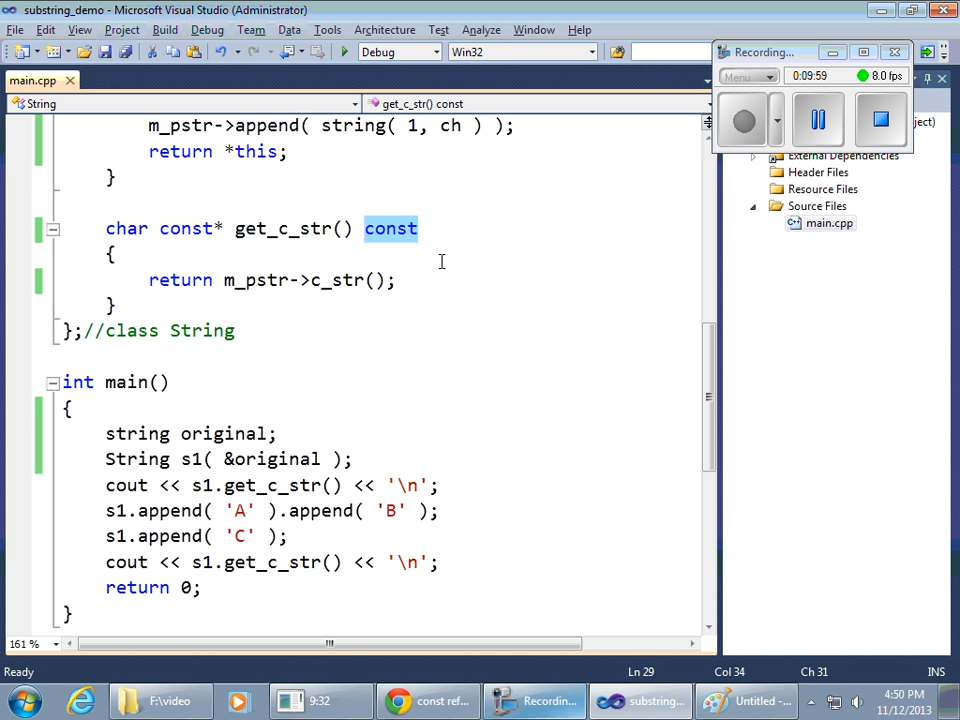 substring_demo - Microsoft Visual Studio (Administrator)
File Edit View Project Build Debug Team Data Tools Architecture Test Analyze Window Help
Debug Win32
Recording...
Menu 0:09:59 8.0 fps
main.cpp
String get_c_str() const
m_pstr->append( string( 1, ch ) );
return *this;
}
char const* get_c_str() const
{
return m_pstr->c_str();
}
};//class String
int main()
{
string original;
String s1( &original );
cout << s1.get_c_str() << '\n';
s1.append( 'A' ).append( 'B' );
s1.append( 'C' );
cout << s1.get_c_str() << '\n';
return 0;
}
ject)
External Dependencies
Header Files
Resource Files
Source Files
main.cpp
161 %
Ready Ln 29 Col 34 Ch 31 INS
F:\video 9:32 const ref... Recording... substring... Untitled -...
4:50 PM
11/12/2013